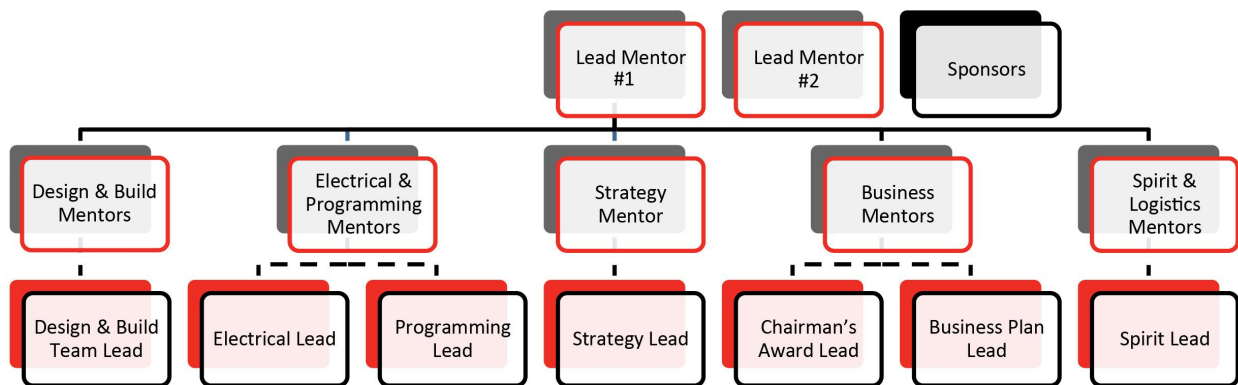 Lead Mentor
#1
Lead Mentor
#2
Sponsors
Design & Build
Mentors
Electrical &
Programming
Mentors
Strategy
Mentor
Business
Mentors
Spirit &
Logistics
Mentors
Design & Build
Team Lead
Electrical Lead
Programming
Lead
Strategy Lead
Chairman’s
Award Lead
Business Plan
Lead
Spirit Lead